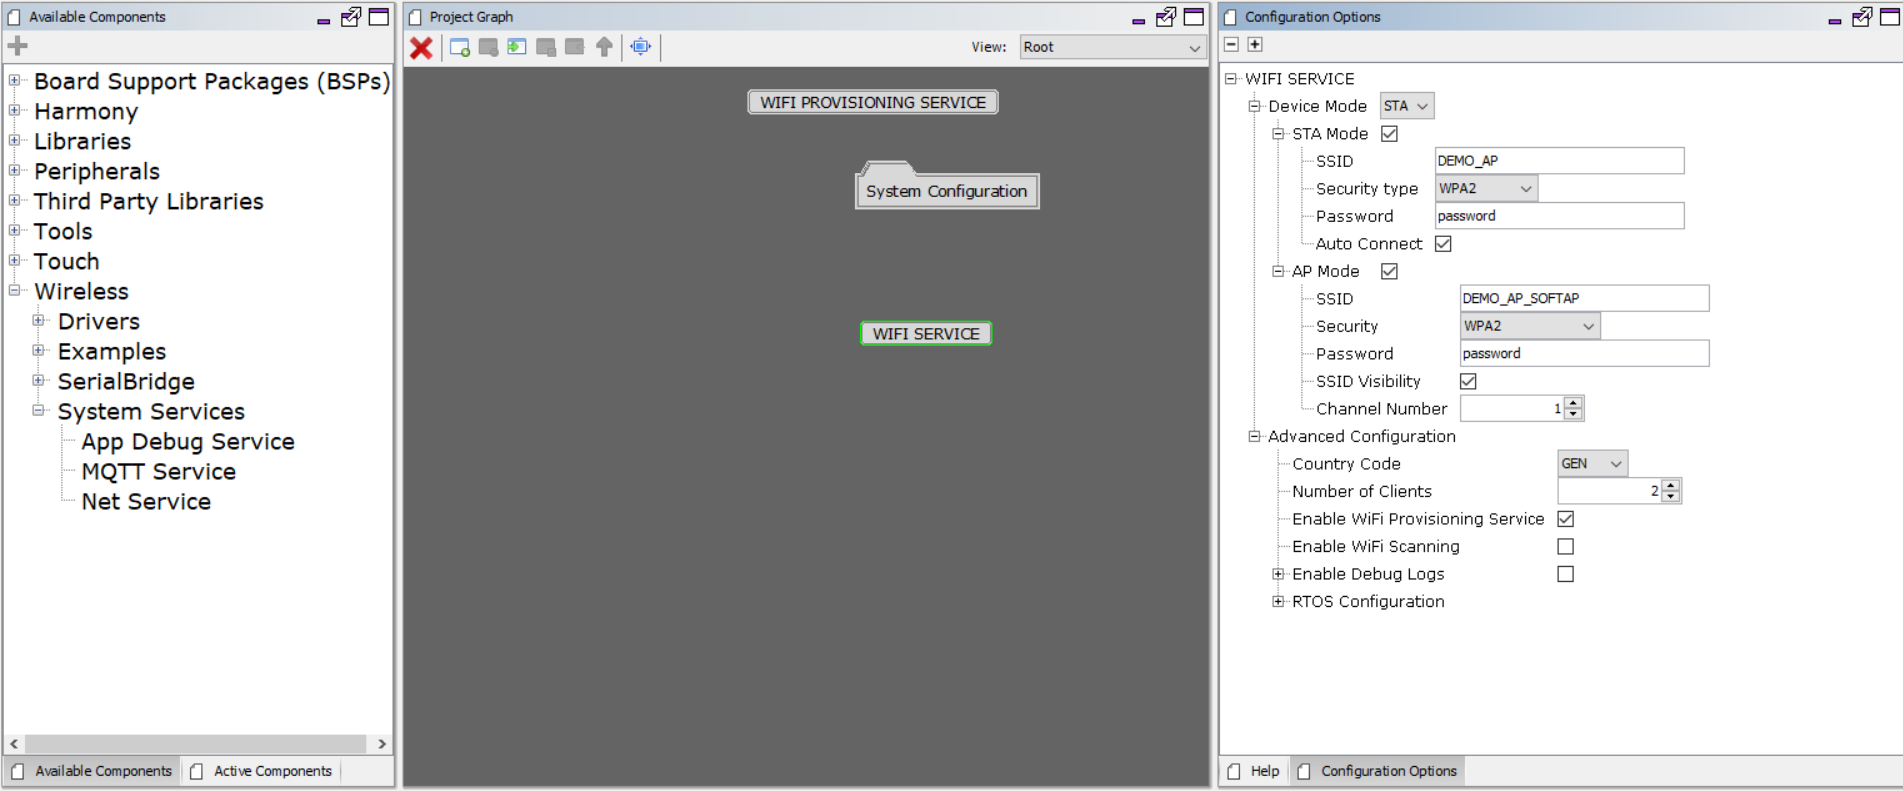 Available Components
Board Support Packages (BSPs)
Harmony
Libraries
Peripherals
Third Party Libraries
Tools
Touch
Wireless
Drivers
Examples
SerialBridge
System Services
App Debug Service
MQTT Service
Net Service
Available Components
Active Components
Project Graph
View: Root
WIFI PROVISIONING SERVICE
System Configuration
WIFI SERVICE
Configuration Options
WIFI SERVICE
Device Mode STA
STA Mode
SSID DEMO_AP
Security type WPA2
Password password
Auto Connect
AP Mode
SSID DEMO_AP_SOFTAP
Security WPA2
Password password
SSID Visibility
Channel Number 1
Advanced Configuration
Country Code GEN
Number of Clients 2
Enable WiFi Provisioning Service
Enable WiFi Scanning
Enable Debug Logs
RTOS Configuration
Help
Configuration Options